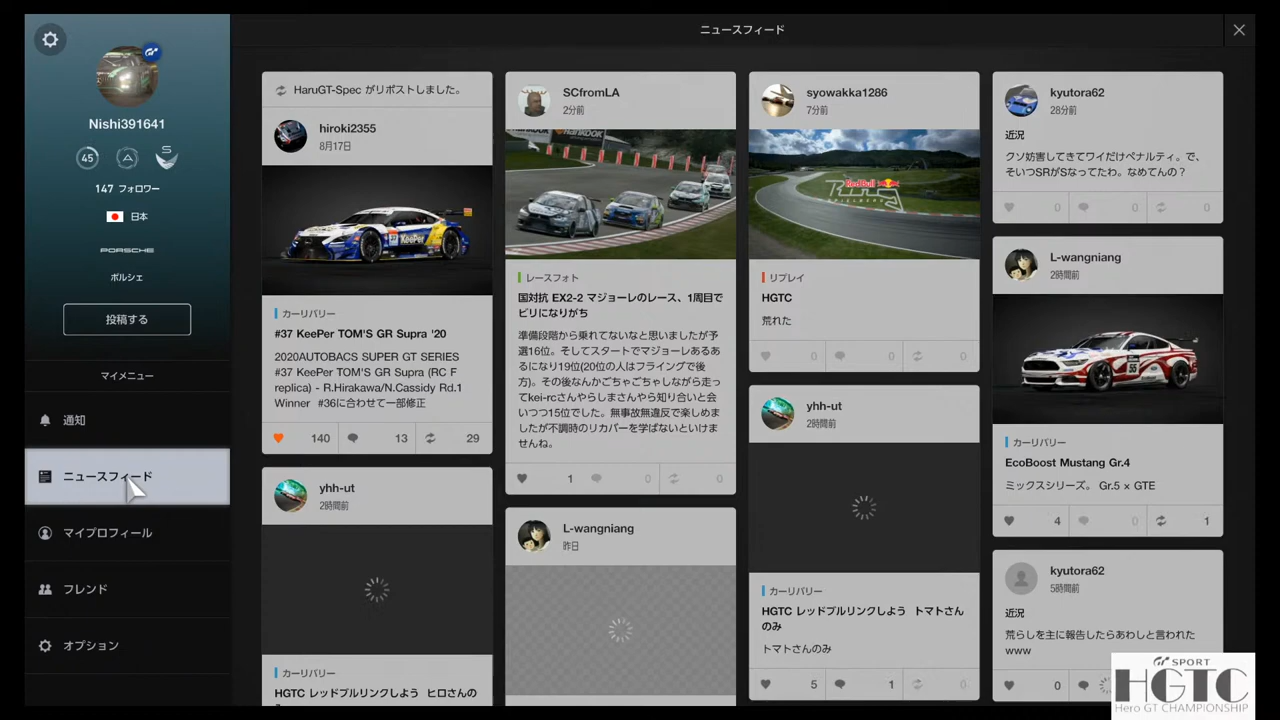 ニュースフィード
Nishi391641
45
A
S
147 フォロワー
日本
PORSCHE
ポルシェ
投稿する
マイメニュー
通知
ニュースフィード
マイプロフィール
フレンド
オプション
HaruGT-Spec がリポストしました。
hiroki2355
8月17日
カーリバリー
#37 KeePer TOM'S GR Supra '20
2020AUTOBACS SUPER GT SERIES
#37 KeePer TOM'S GR Supra (RC F
replica) - R.Hirakawa/N.Cassidy Rd.1
Winner #36に合わせて一部修正
140 13 29
yhh-ut
2時間前
カーリバリー
HGTC レッドブルリンクしよう ヒロさんの
SCfromLA
2分前
HANKOOK
レースフォト
国対抗 EX2-2 マジョーレのレース、1周目で
ビリになりがち
準備段階から乗れてないなと思いましたが予
選16位。そしてスタートでマジョーレあるあ
るになり19位(20位の人はフライングで後
方)。その後なんかごちゃごちゃしながら走っ
てkei-rcさんやらしまさんやら知り合いと会
いつつ15位でした。無事故無違反で楽しめま
したが不調時のリカバーを学ばないといけま
せんね。
1 0 0
L-wangniang
昨日
syowakka1286
7分前
Red Bull
Ring
SPIELBERG
リプレイ
HGTC
荒れた
0 0 0
yhh-ut
2時間前
カーリバリー
HGTC レッドブルリンクしよう トマトさん
のみ
トマトさんのみ
5 1 0
kyutora62
28分前
近況
クソ妨害してきてワイだけペナルティ。で、
そいつSRがSなってたわ。なめてんの？
0 0 0
L-wangniang
2時間前
55
カーリバリー
EcoBoost Mustang Gr.4
ミックスシリーズ。 Gr.5 × GTE
4 0 1
kyutora62
5時間前
近況
荒らしを主に報告したらあわしと言われた
www
0
SPORT
HGTC
Hero GT CHAMPIONSHIP